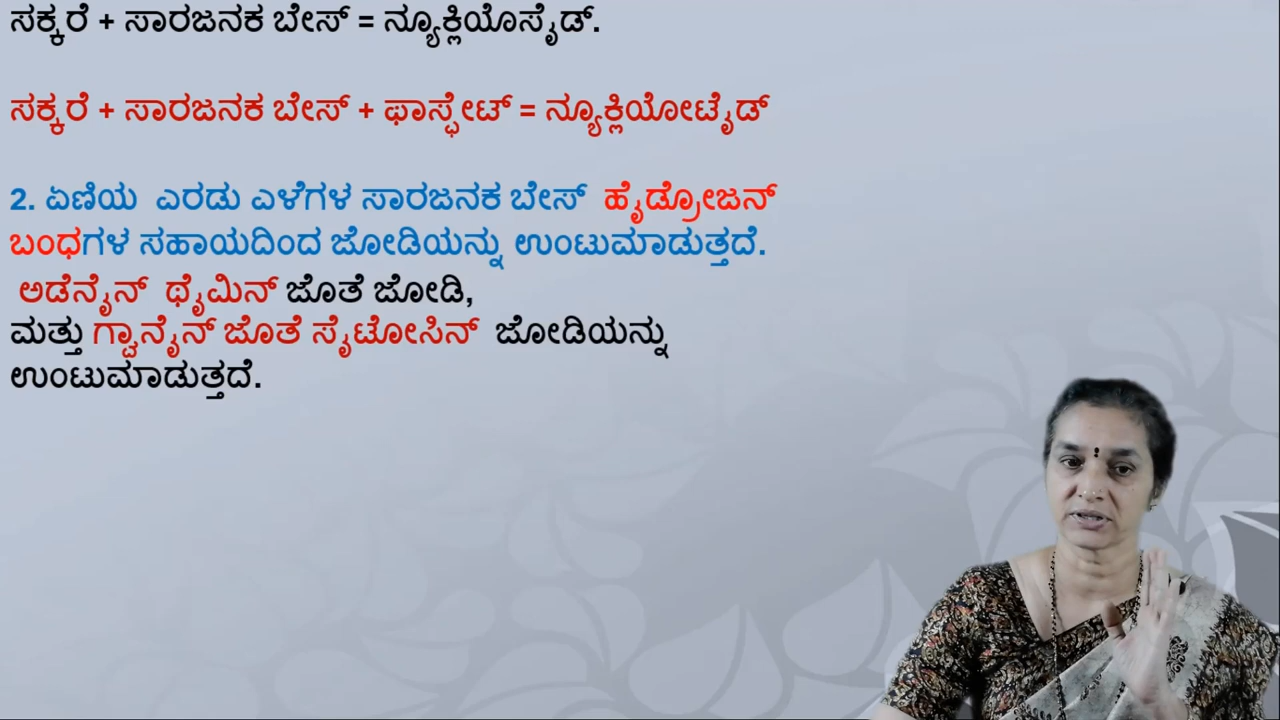 ಸಕ್ಕರೆ + ಸಾರಜನಕ ಬೇಸ್ = ನ್ಯೂಕ್ಲಿಯೊಸೈಡ್.
ಸಕ್ಕರೆ + ಸಾರಜನಕ ಬೇಸ್ + ಫಾಸ್ಫೇಟ್ = ನ್ಯೂಕ್ಲಿಯೋಟೈಡ್
2. ಏಣಿಯ ಎರಡು ಎಳೆಗಳ ಸಾರಜನಕ ಬೇಸ್ ಹೈಡ್ರೋಜನ್
ಬಂಧಗಳ ಸಹಾಯದಿಂದ ಜೋಡಿಯನ್ನು ಉಂಟುಮಾಡುತ್ತದೆ.
ಅಡೆನೈನ್ ಥೈಮಿನ್ ಜೊತೆ ಜೋಡಿ,
ಮತ್ತು ಗ್ವಾನೈನ್ ಜೊತೆ ಸೈಟೋಸಿನ್ ಜೋಡಿಯನ್ನು
ಉಂಟುಮಾಡುತ್ತದೆ.